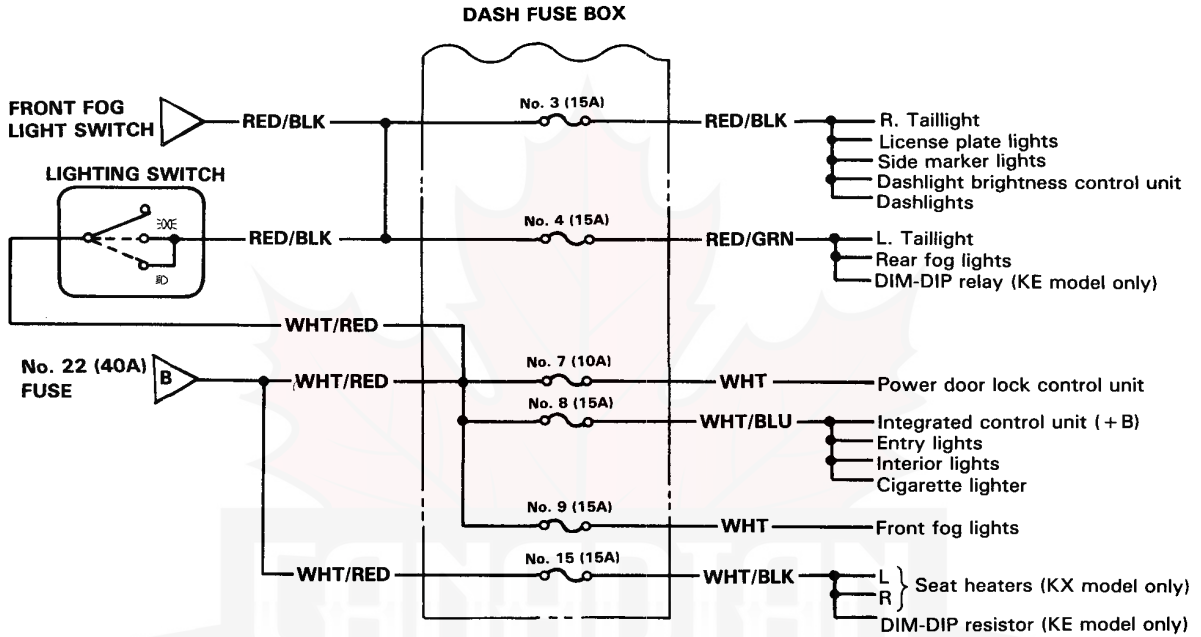 DASH FUSE BOX
FRONT FOG
LIGHT SWITCH
RED/BLK
No. 3 (15A)
RED/BLK
R. Taillight
License plate lights
Side marker lights
Dashlight brightness control unit
Dashlights
LIGHTING SWITCH
RED/BLK
No. 4 (15A)
RED/GRN
L. Taillight
Rear fog lights
DIM-DIP relay (KE model only)
WHT/RED
No. 22 (40A)
FUSE
B
WHT/RED
No. 7 (10A)
WHT
Power door lock control unit
No. 8 (15A)
WHT/BLU
Integrated control unit (+B)
Entry lights
Interior lights
Cigarette lighter
No. 9 (15A)
WHT
Front fog lights
WHT/RED
No. 15 (15A)
WHT/BLK
L
R
Seat heaters (KX model only)
DIM-DIP resistor (KE model only)